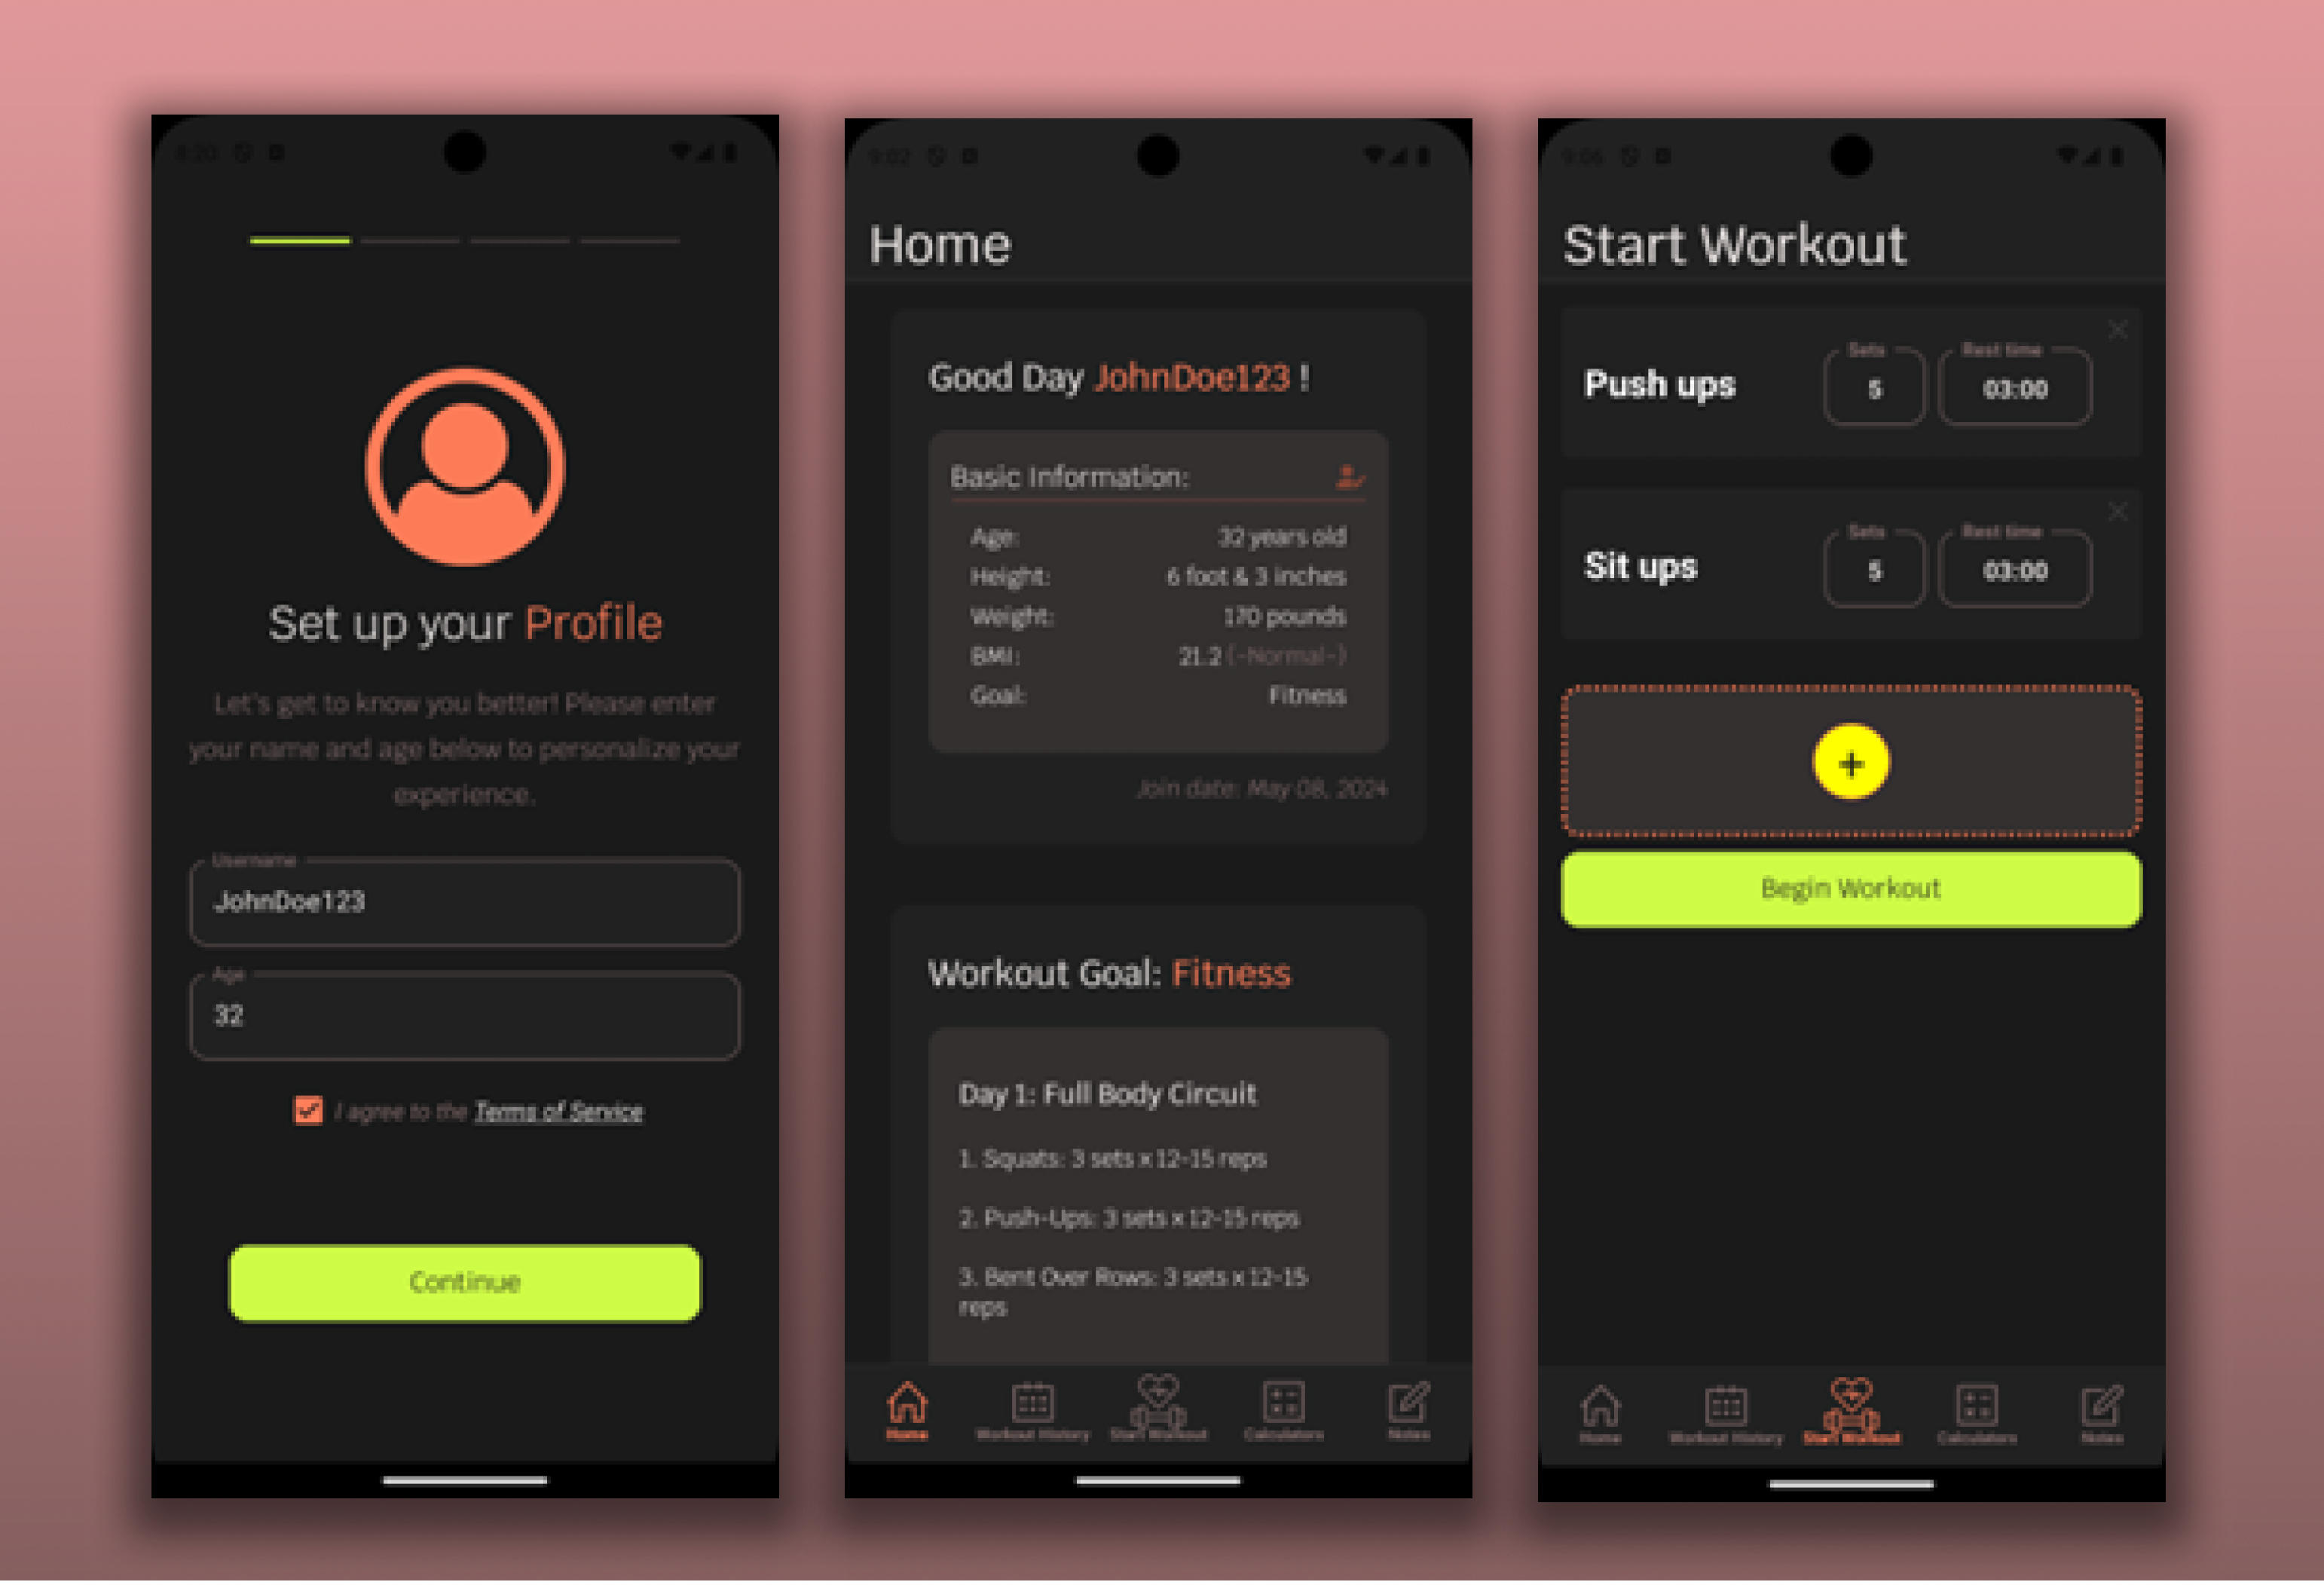 8:20
Set up your Profile
Let's get to know you better! Please enter
your name and age below to personalize your
experience.
Username
JohnDoe123
Age
32
I agree to the Terms of Service
Continue
9:02
Home
Good Day JohnDoe123 !
Basic Information:
Age: 32 years old
Height: 6 foot & 3 inches
Weight: 170 pounds
BMI: 21.2 (-Normal-)
Goal: Fitness
Join date: May 08, 2024
Workout Goal: Fitness
Day 1: Full Body Circuit
1. Squats: 3 sets x 12-15 reps
2. Push-Ups: 3 sets x 12-15 reps
3. Bent Over Rows: 3 sets x 12-15
reps
Home Workout History Start Workout Calculators Notes
9:06
Start Workout
Sets Rest time
Push ups 5 03:00
Sets Rest time
Sit ups 5 03:00
+
Begin Workout
Home Workout History Start Workout Calculators Notes